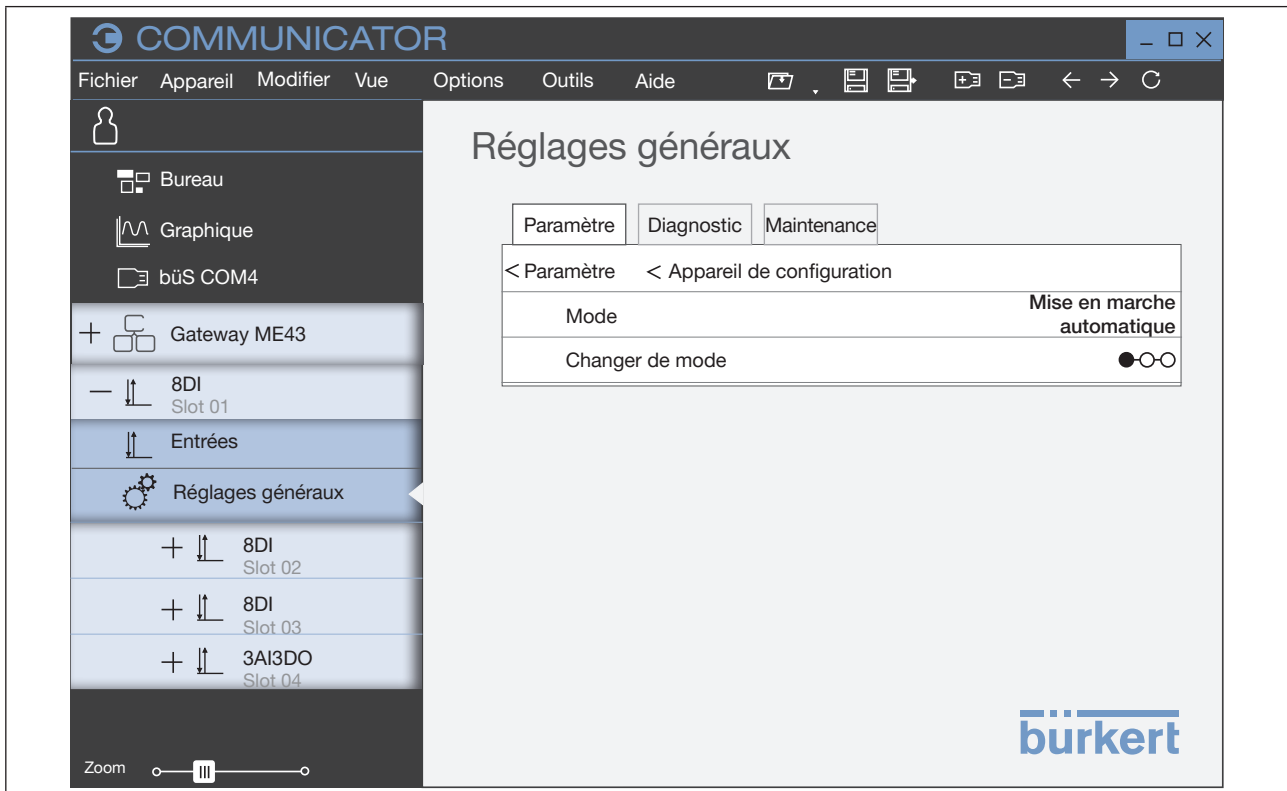 COMMUNICATOR
Fichier Appareil Modifier Vue Options Outils Aide
Bureau
Graphique
büS COM4
Gateway ME43
8DI
Slot 01
Entrées
Réglages généraux
8DI
Slot 02
8DI
Slot 03
3AI3DO
Slot 04
Zoom
Réglages généraux
Paramètre Diagnostic Maintenance
< Paramètre < Appareil de configuration
Mode Mise en marche
automatique
Changer de mode
bürkert